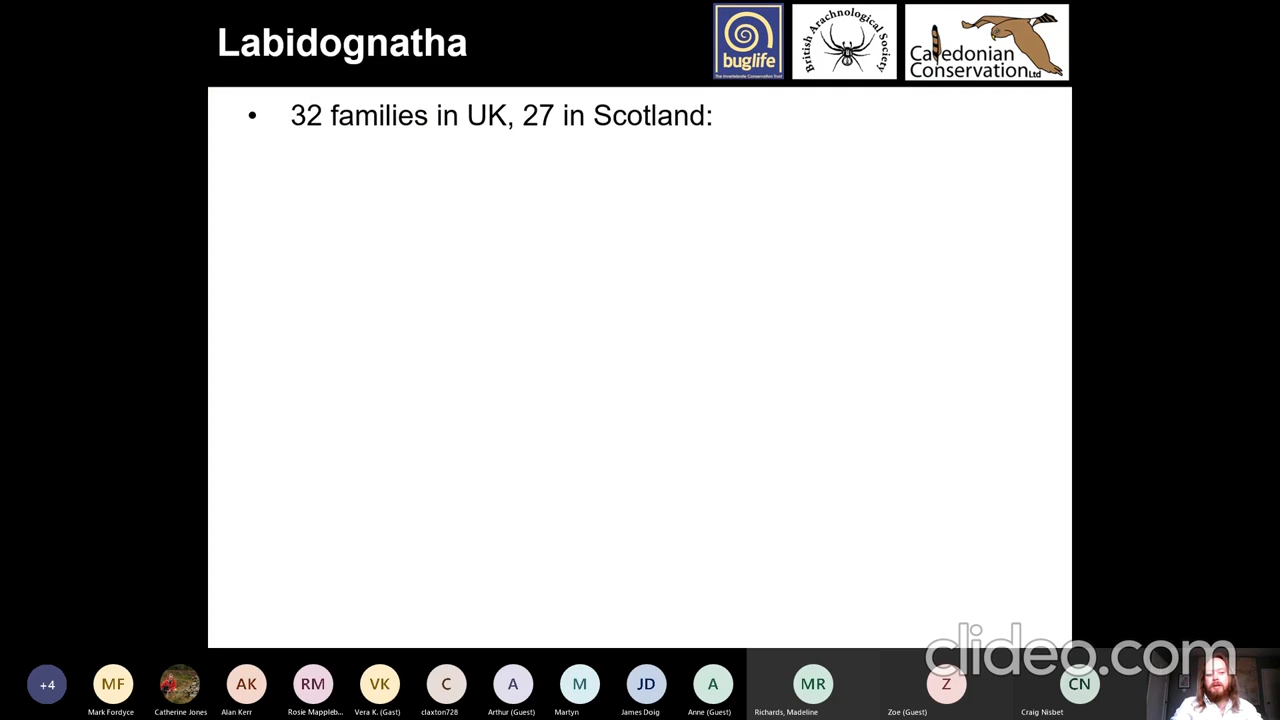 Labidognatha
buglife
The Invertebrate Conservation Trust
British Arachnological Society
Caledonian
Conservation Ltd
• 32 families in UK, 27 in Scotland:
clideo.com
+4
MF
AK
RM
VK
C
A
M
JD
A
MR
Z
CN
Mark Fordyce
Catherine Jones
Alan Kerr
Rosie Mappleb...
Vera K. (Gast)
claxton728
Arthur (Guest)
Martyn
James Doig
Anne (Guest)
Richards, Madeline
Zoe (Guest)
Craig Nisbet